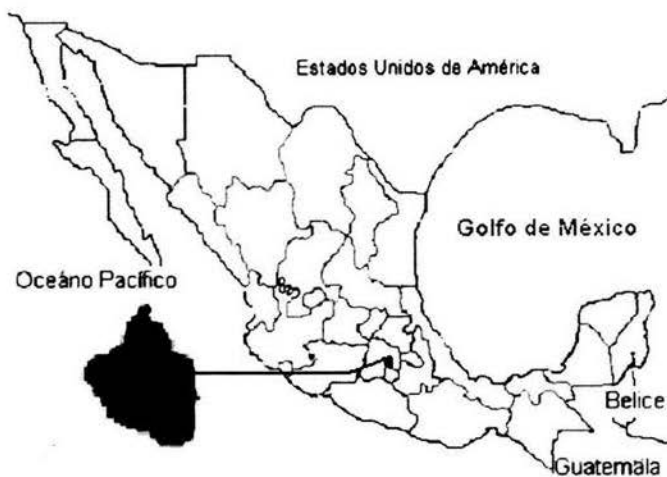 Estados Unidos de América
Golfo de México
Oceáno Pacífico
Belice
Guatemala